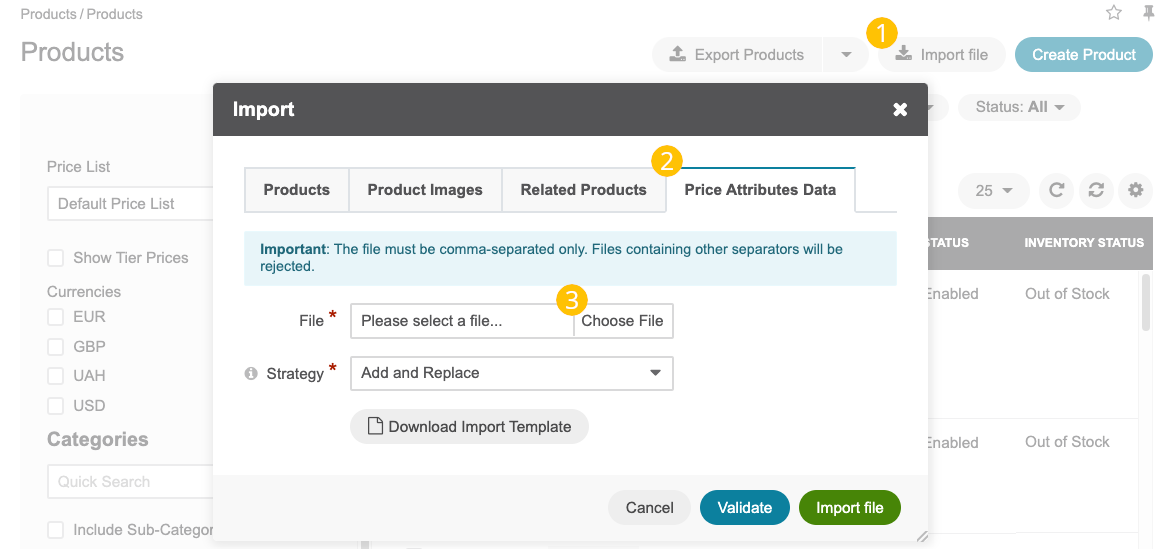 Products / Products
Products
1
Export Products
Import file
Create Product
Import
Status: All
Price List
Default Price List
2
Products
Product Images
Related Products
Price Attributes Data
25
Important: The file must be comma-separated only. Files containing other separators will be
rejected.
STATUS
INVENTORY STATUS
Show Tier Prices
Currencies
EUR
GBP
UAH
USD
3
File *
Please select a file...
Choose File
Enabled
Out of Stock
Strategy *
Add and Replace
Download Import Template
Categories
Quick Search
Enabled
Out of Stock
Include Sub-Categor
Cancel
Validate
Import file